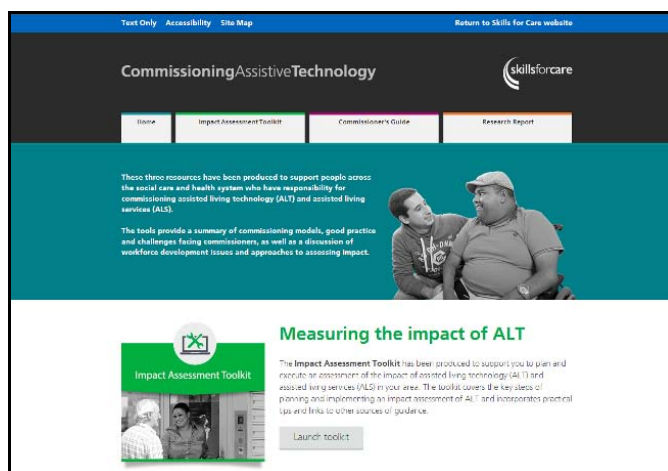 Text Only Accessibility Site Map Return to Skills for Care website
CommissioningAssistiveTechnology skillsforcare
Home Impact Assessment Toolkit Commissioner's Guide Research Report
These three resources have been produced to support people across
the social care and health system who have responsibility for
commissioning assisted living technology (ALT) and assisted living
services (ALS).
The tools provide a summary of commissioning models, good practice
and challenges facing commissioners, as well as a discussion of
workforce development issues and approaches to assessing impact.
Measuring the impact of ALT
Impact Assessment Toolkit
The Impact Assessment Toolkit has been produced to support you to plan and
execute an assessment of the impact of assisted living technology (ALT) and
assisted living services (ALS) in your area. The toolkit covers the key steps of
planning and implementing an impact assessment of ALT and incorporates practical
tips and links to other sources of guidance.
Launch toolkit